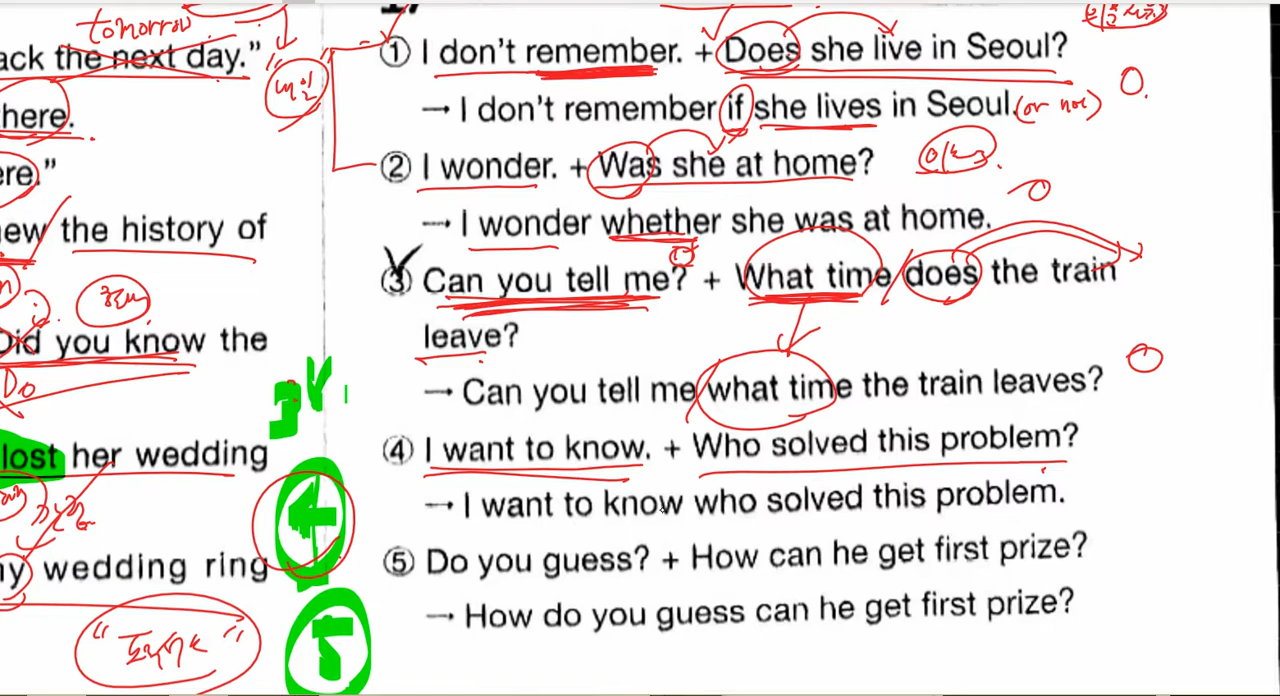 tomorrow
ack the next day.”
here.
ere.”
ew the history of
Did you know the
Do
lost her wedding
my wedding ring
3
4
5
① I don't remember. + Does she live in Seoul?
→ I don't remember if she lives in Seoul. (or not)
② I wonder. + Was she at home?
→ I wonder whether she was at home.
③ Can you tell me? + What time does the train
leave?
→ Can you tell me what time the train leaves?
④ I want to know. + Who solved this problem?
→ I want to know who solved this problem.
⑤ Do you guess? + How can he get first prize?
→ How do you guess can he get first prize?